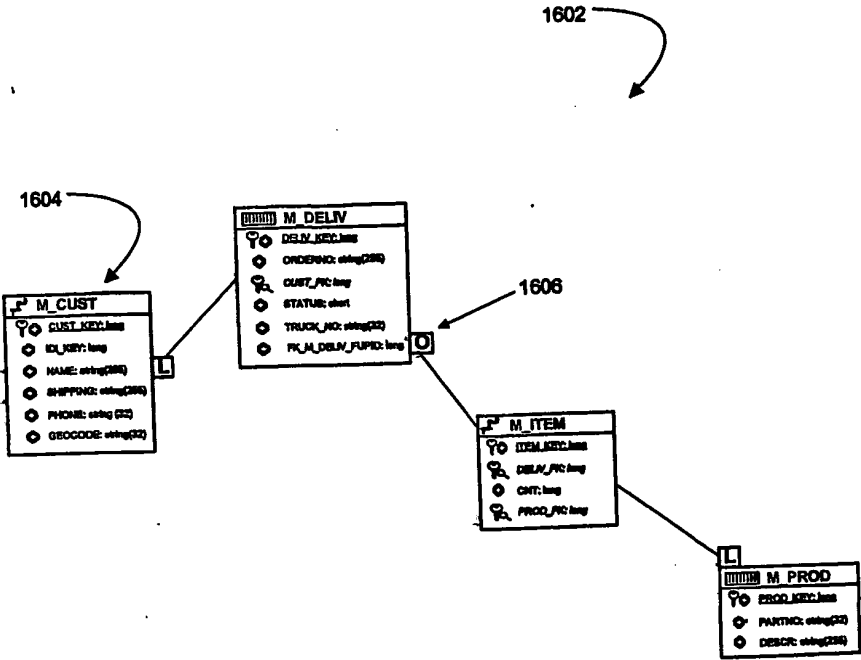 1602
1604
M_DELIV
DELIV_KEY: long
ORDERNO: string(255)
CUST_FK: long
STATUS: short
TRUCK_NO: string(32)
FK_M_DELIV_FUPID: long
O
1606
M_CUST
CUST_KEY: long
IDI_KEY: long
NAME: string(255)
SHIPPING: string(255)
PHONE: string (32)
GEOCODE: string(32)
L
M_ITEM
ITEM_KEY: long
DELIV_FK: long
CNT: long
PROD_FK: long
L
M_PROD
PROD_KEY: long
PARTNO: string(32)
DESCR: string(255)